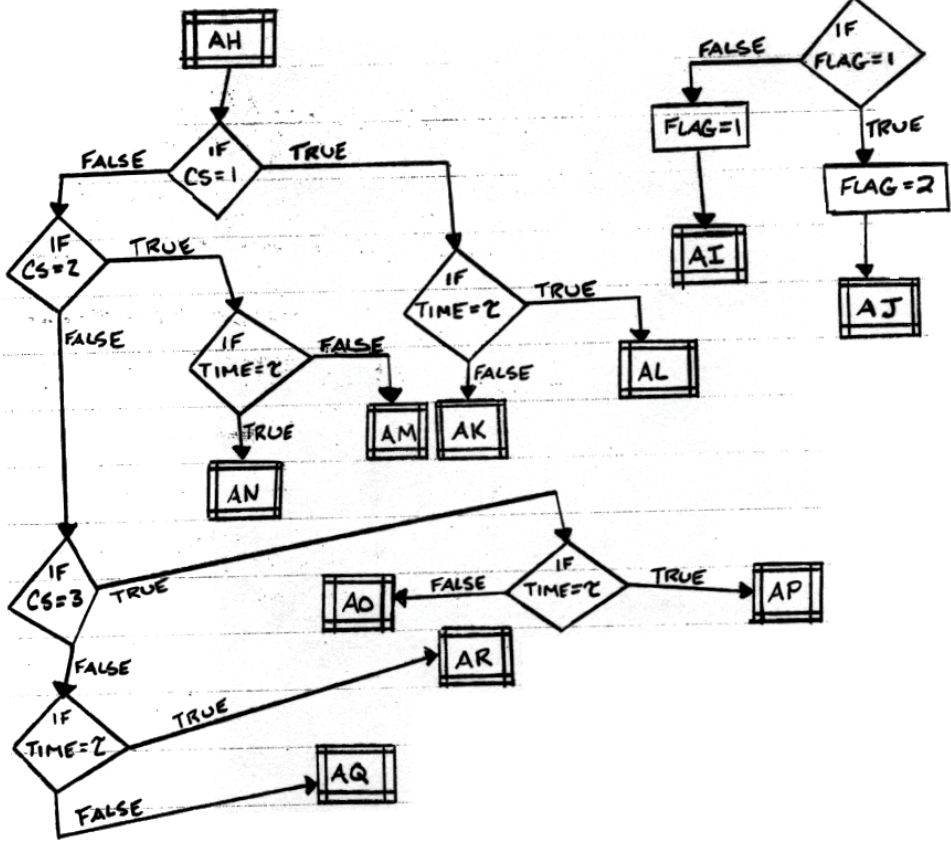 AH
IF
FLAG=1
FALSE
TRUE
FLAG=1
FLAG=2
AI
AJ
IF
CS=1
FALSE
TRUE
IF
CS=2
TRUE
FALSE
IF
TIME=τ
FALSE
TRUE
AM
AN
IF
TIME=τ
TRUE
FALSE
AL
AK
IF
CS=3
TRUE
FALSE
IF
TIME=τ
FALSE
TRUE
AO
AP
IF
TIME=τ
TRUE
FALSE
AR
AQ